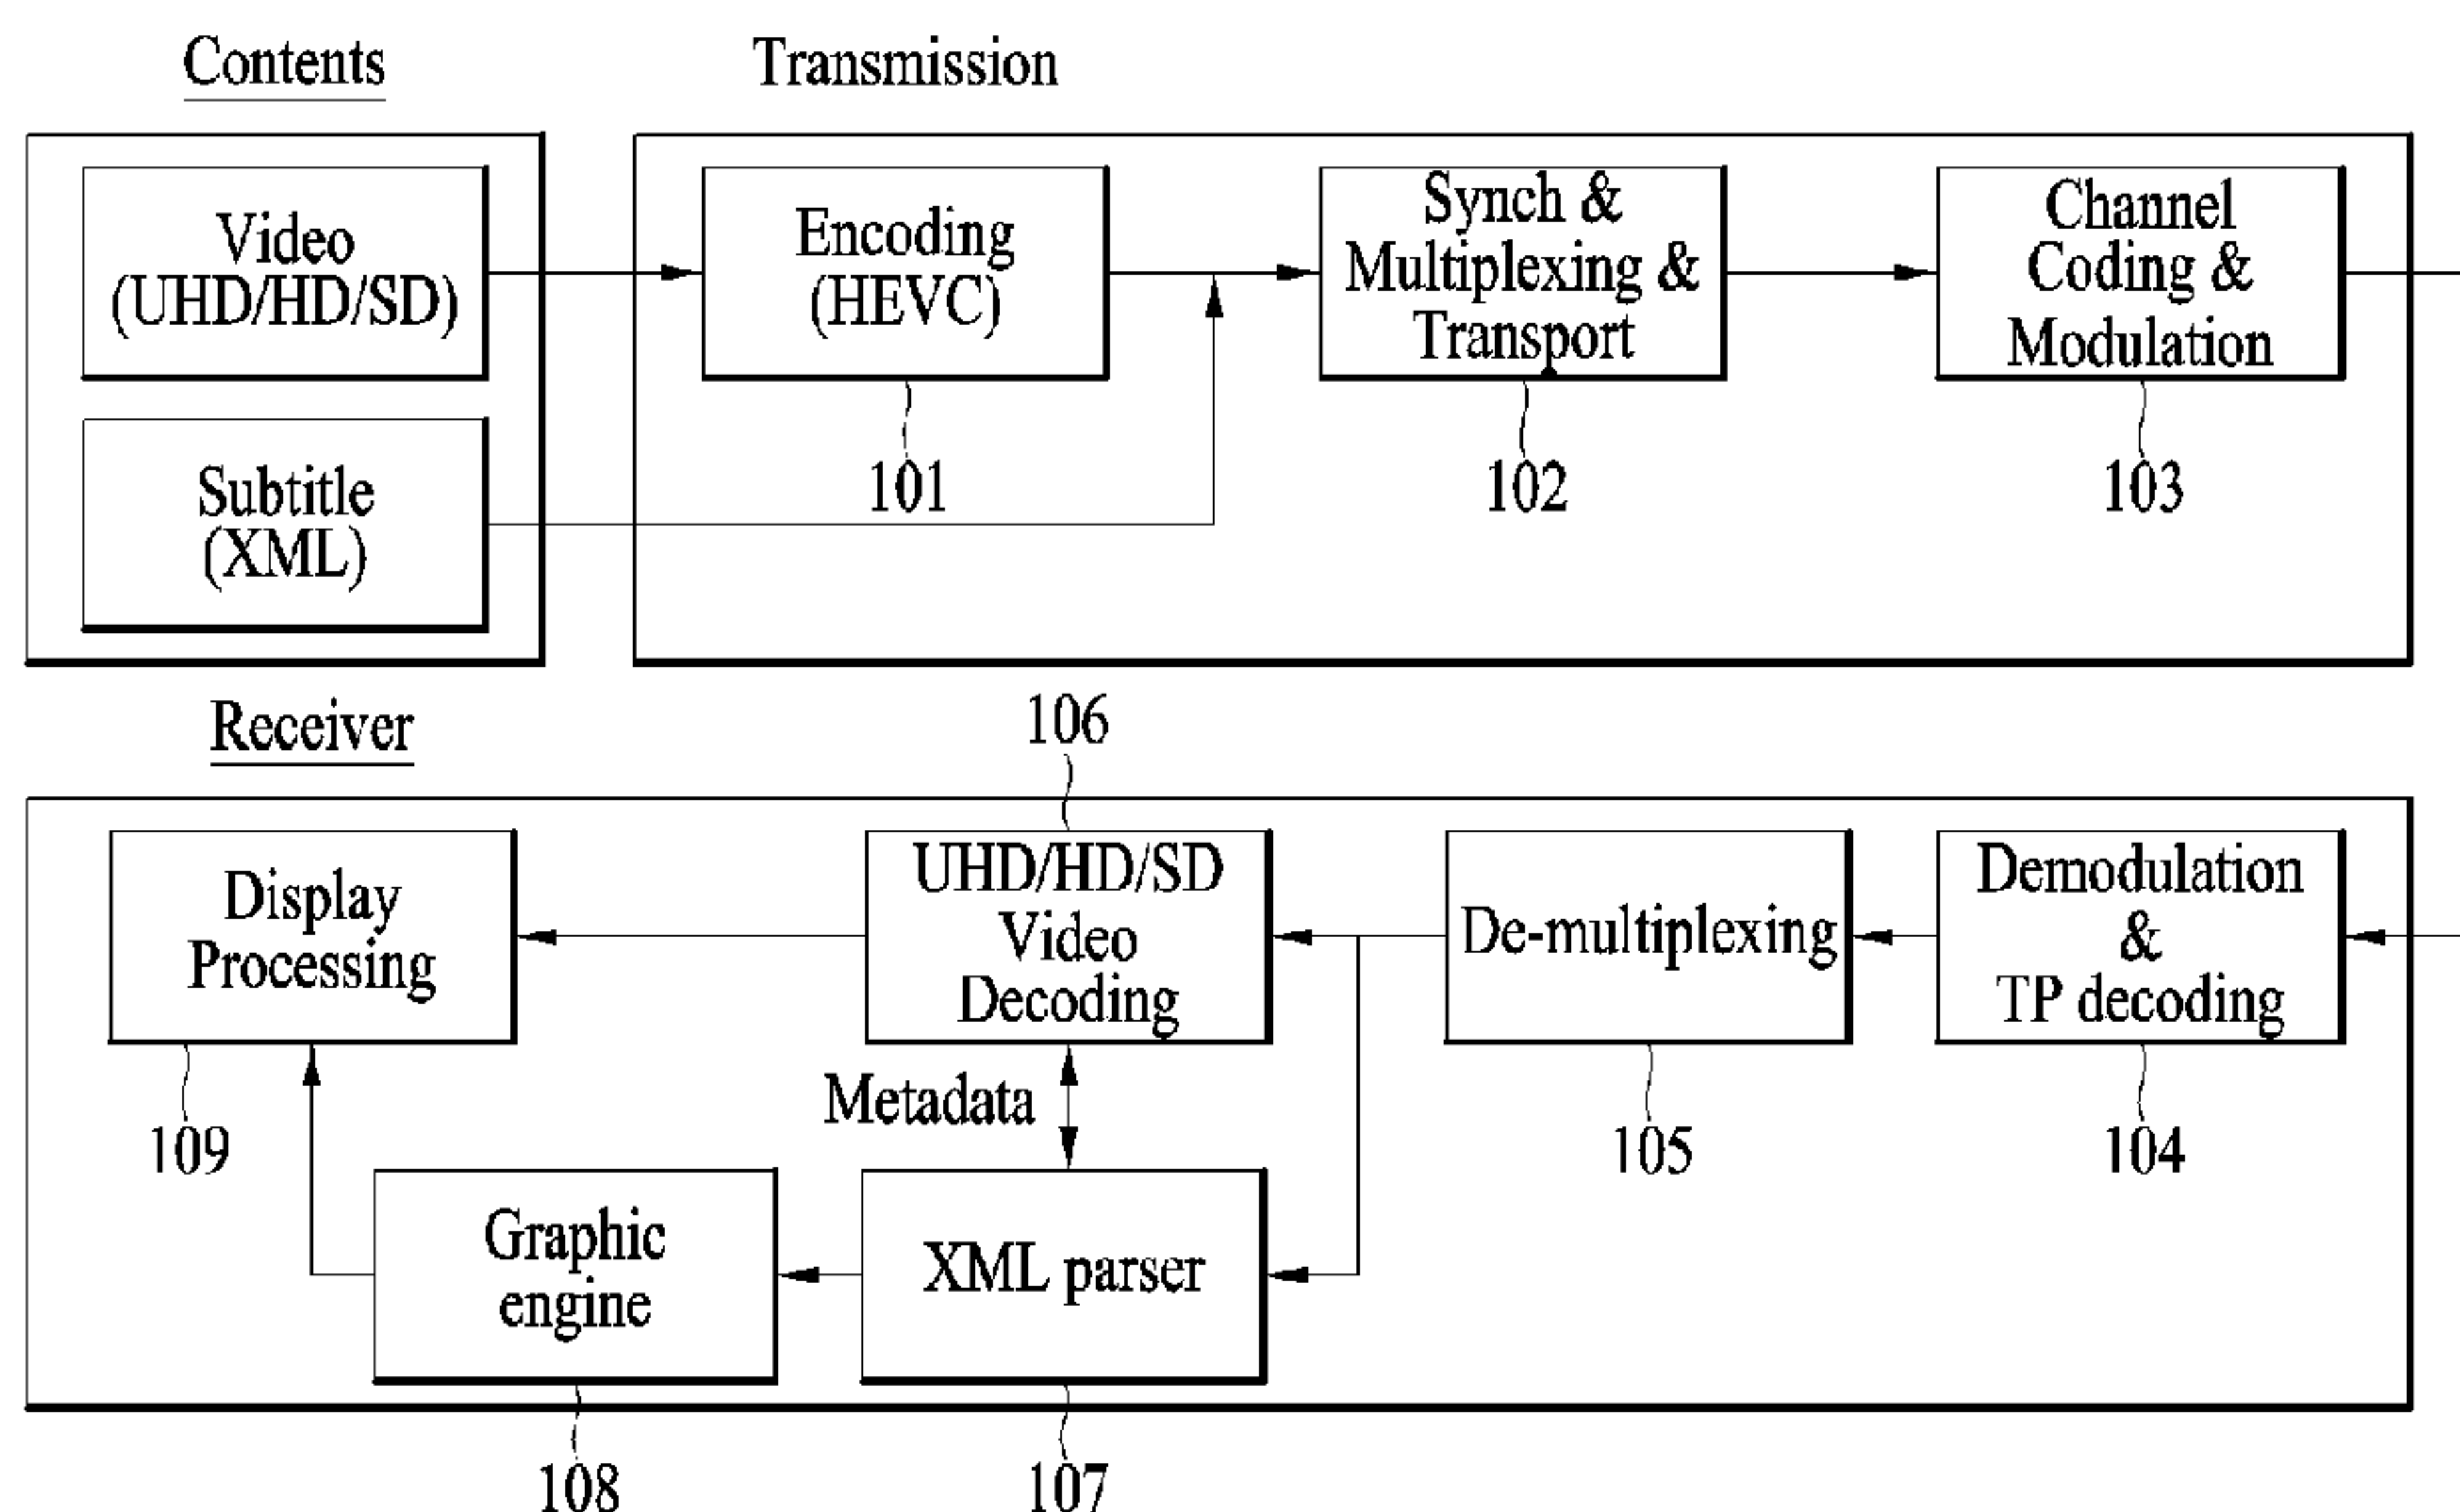 Contents
Transmission
Video
(UHD/HD/SD)
Encoding
(HEVC)
Synch &
Multiplexing &
Transport
Channel
Coding &
Modulation
Subtitle
(XML)
101
102
103
Receiver
106
Display
Processing
UHD/HD/SD
Video
Decoding
De-multiplexing
Demodulation
&
TP decoding
Metadata
109
105
104
Graphic
engine
XML parser
108
107